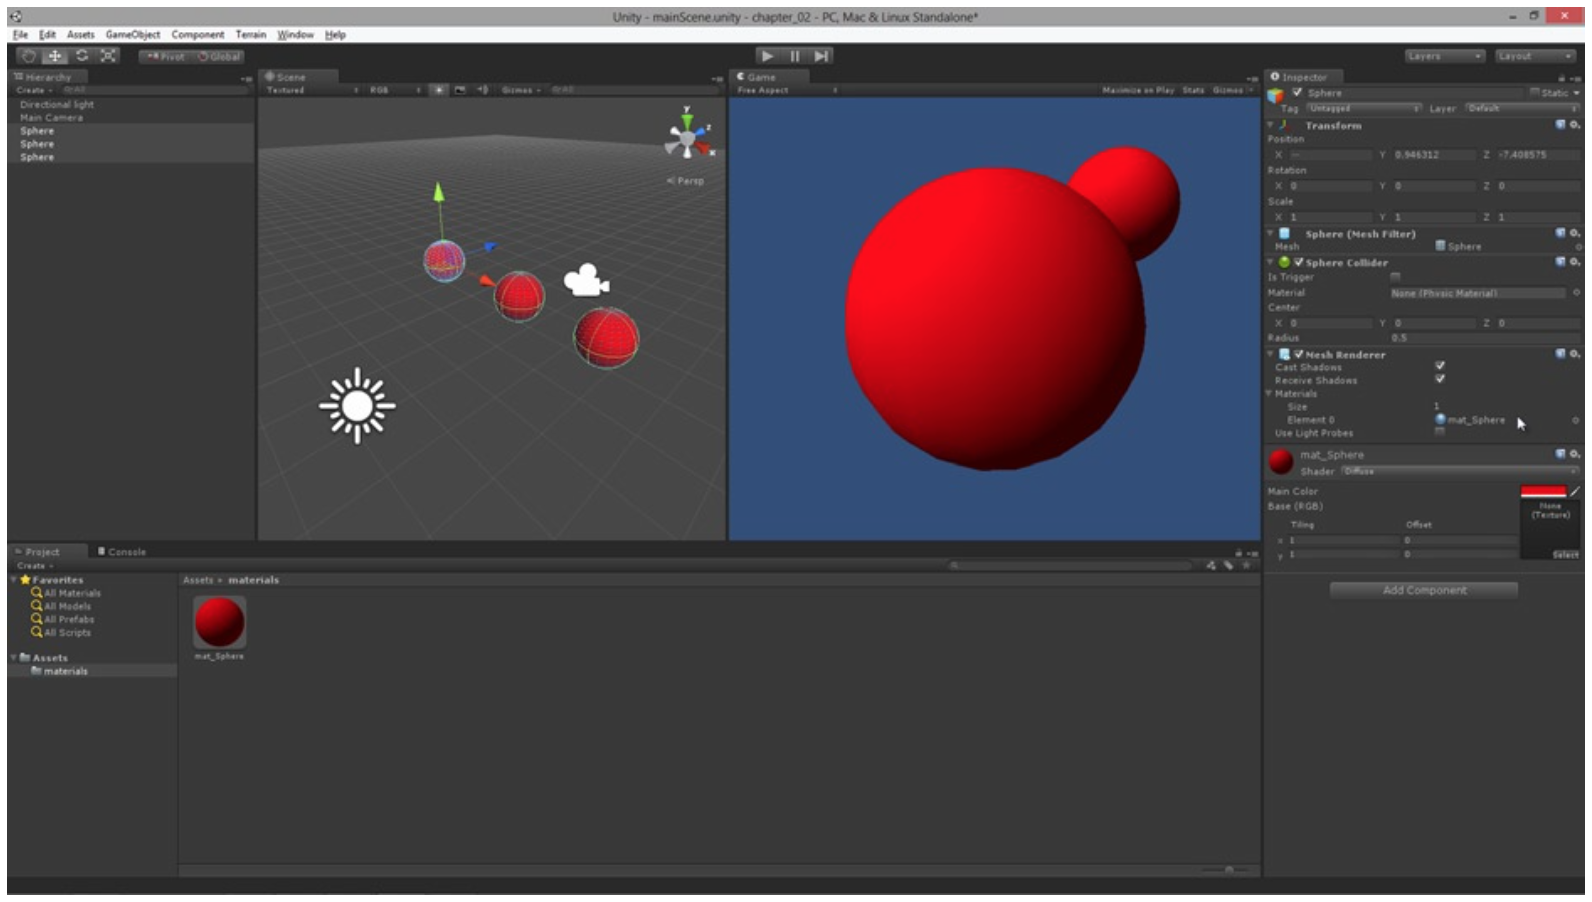 Unity - mainScene.unity - chapter_02 - PC, Mac & Linux Standalone*
File Edit Assets GameObject Component Terrain Window Help
Pivot Global
Layers Layout
Hierarchy
Create All
Directional light
Main Camera
Sphere
Sphere
Sphere
Scene
Textured RGB Gizmos All
y
z
x
Persp
Game
Free Aspect Maximize on Play Stats Gizmos
Inspector
Sphere Static
Tag Untagged Layer Default
Transform
Position
X — Y 0.946312 Z -7.408575
Rotation
X 0 Y 0 Z 0
Scale
X 1 Y 1 Z 1
Sphere (Mesh Filter)
Mesh Sphere
Sphere Collider
Is Trigger
Material None (Physic Material)
Center
X 0 Y 0 Z 0
Radius 0.5
Mesh Renderer
Cast Shadows
Receive Shadows
Materials
Size 1
Element 0 mat_Sphere
Use Light Probes
mat_Sphere
Shader Diffuse
Main Color
Base (RGB)
None
(Texture)
Tiling Offset
x 1 0
y 1 0
Select
Add Component
Project Console
Create
Favorites
All Materials
All Models
All Prefabs
All Scripts
Assets
materials
Assets ▸ materials
mat_Sphere